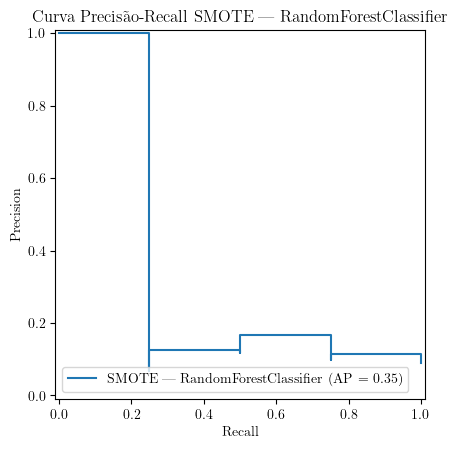 Curva Precisão-Recall SMOTE — RandomForestClassifier
1.0
0.8
0.6
0.4
0.2
0.0
Precision
SMOTE — RandomForestClassifier (AP = 0.35)
0.0 0.2 0.4 0.6 0.8 1.0
Recall